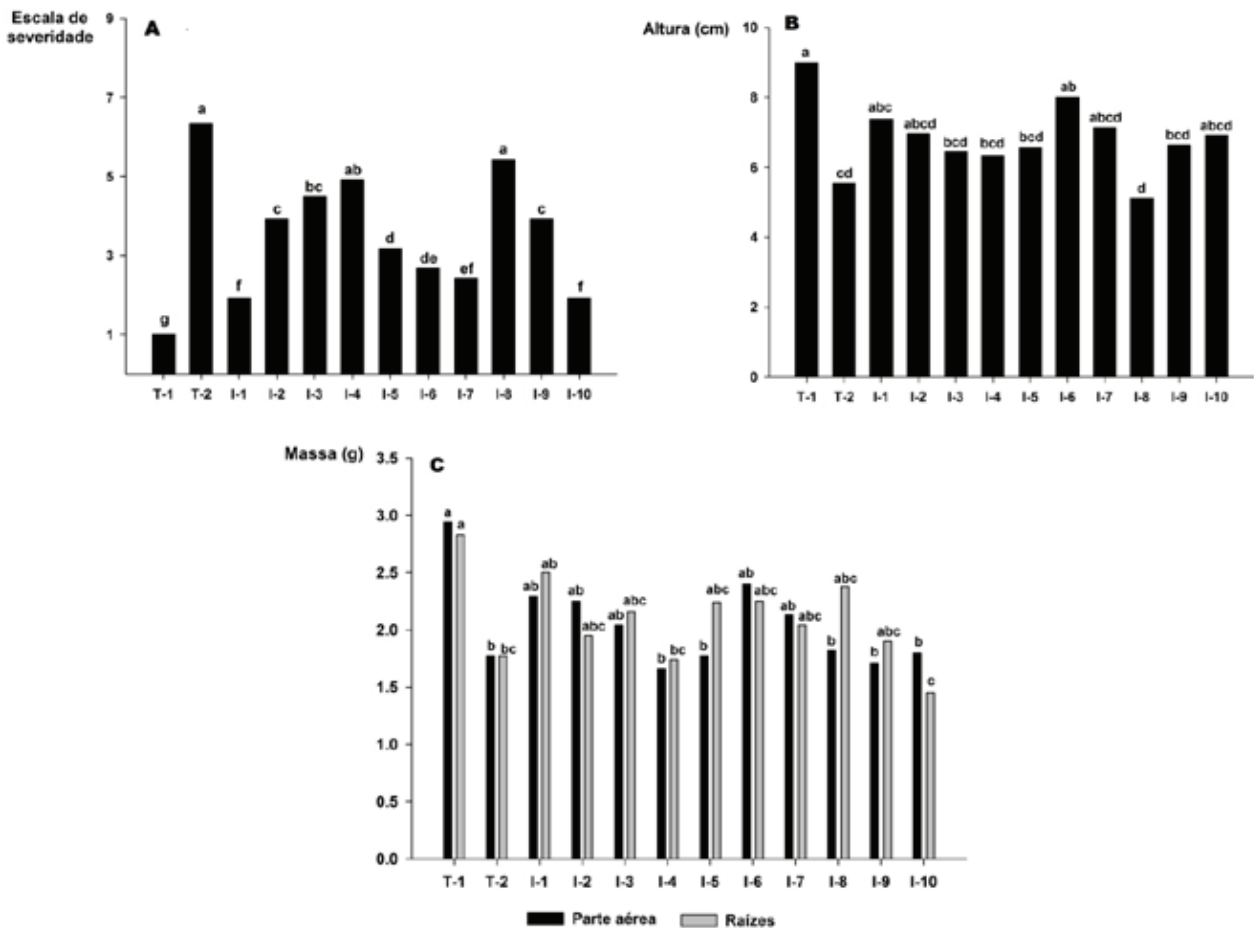 Escala de
severidade
A
9
7
5
3
1
g
a
f
c
bc
ab
d
de
ef
a
c
f
T-1 T-2 I-1 I-2 I-3 I-4 I-5 I-6 I-7 I-8 I-9 I-10
Altura (cm)
B
10
8
6
4
2
0
a
cd
abc
abcd
bcd
bcd
bcd
ab
abcd
d
bcd
abcd
T-1 T-2 I-1 I-2 I-3 I-4 I-5 I-6 I-7 I-8 I-9 I-10
Massa (g)
C
3.5
3.0
2.5
2.0
1.5
1.0
0.5
0.0
a a
b bc
ab ab
ab abc
ab abc
b bc
b abc
ab abc
ab abc
b abc
b abc
b c
T-1 T-2 I-1 I-2 I-3 I-4 I-5 I-6 I-7 I-8 I-9 I-10
Parte aérea Raízes